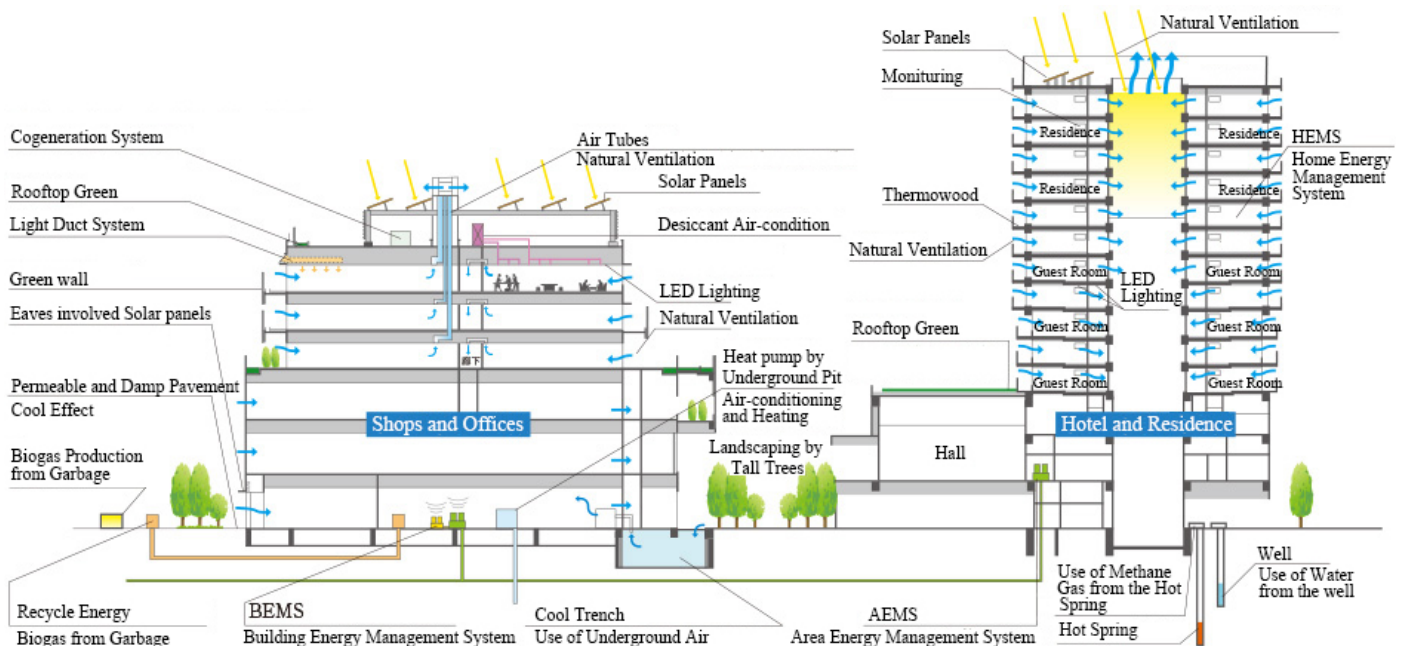 Cogeneration System
Rooftop Green
Light Duct System
Green wall
Eaves involved Solar panels
Permeable and Damp Pavement
Cool Effect
Biogas Production
from Garbage
Recycle Energy
Biogas from Garbage
Air Tubes
Natural Ventilation
Solar Panels
Desiccant Air-condition
LED Lighting
Natural Ventilation
廊下
Heat pump by
Underground Pit
Air-conditioning
and Heating
Shops and Offices
Landscaping by
Tall Trees
BEMS
Building Energy Management System
Cool Trench
Use of Underground Air
AEMS
Area Energy Management System
Natural Ventilation
Solar Panels
Monituring
Residence
Residence
HEMS
Home Energy
Management
System
Residence
Residence
Thermowood
Natural Ventilation
Guest Room
Guest Room
LED
Lighting
Guest Room
Guest Room
Rooftop Green
Guest Room
Guest Room
Hotel and Residence
Hall
Use of Methane
Gas from the Hot
Spring
Hot Spring
Well
Use of Water
from the well